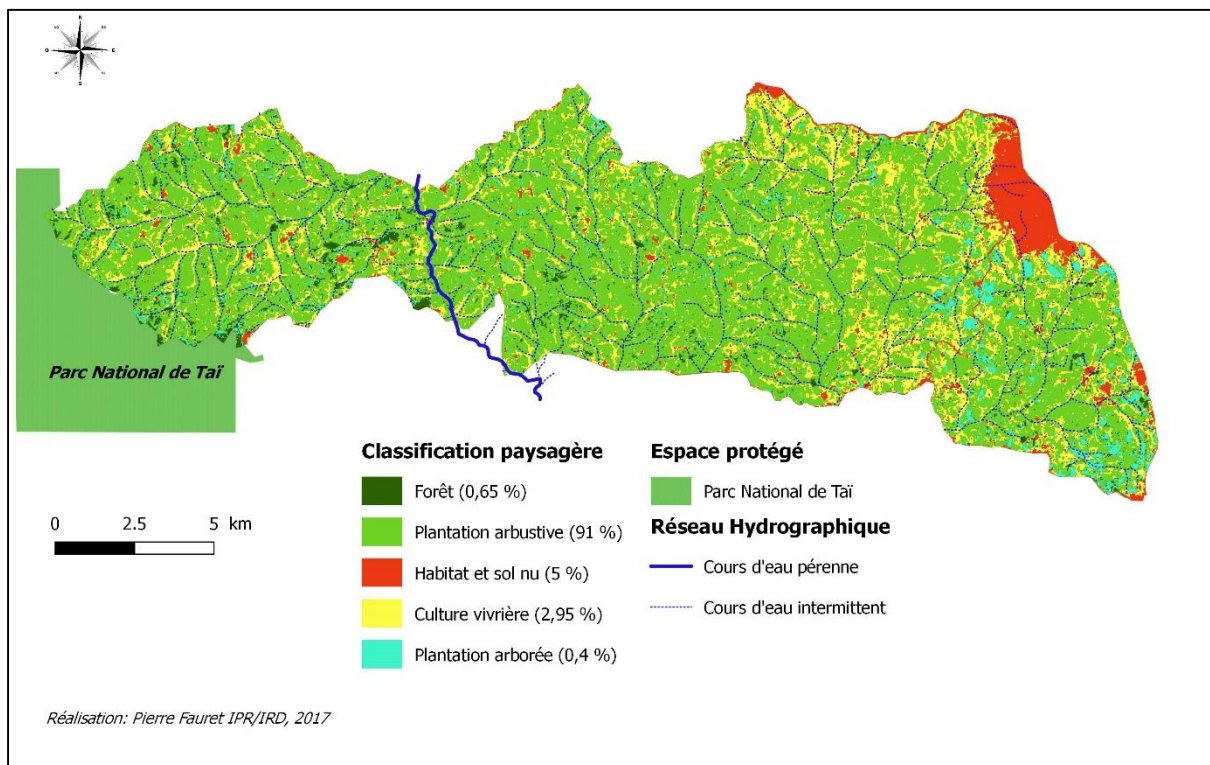 N
O
E
S
Parc National de Taï
0 2.5 5 km
Classification paysagère
Forêt (0,65 %)
Plantation arbustive (91 %)
Habitat et sol nu (5 %)
Culture vivrière (2,95 %)
Plantation arborée (0,4 %)
Espace protégé
Parc National de Taï
Réseau Hydrographique
Cours d'eau pérenne
Cours d'eau intermittent
Réalisation: Pierre Fauret IPR/IRD, 2017